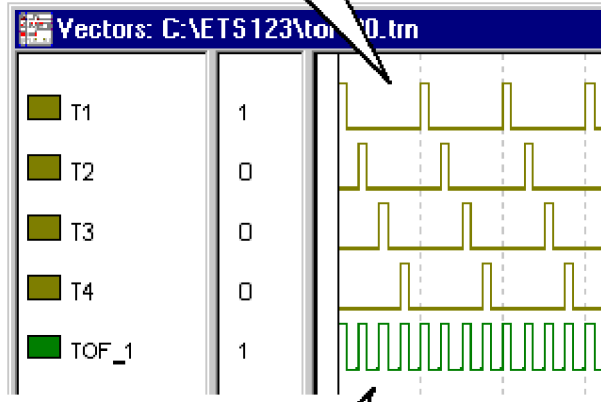 Vectors: C:\ETS123\to 0.trn
T1 1
T2 0
T3 0
T4 0
TOF_1 1